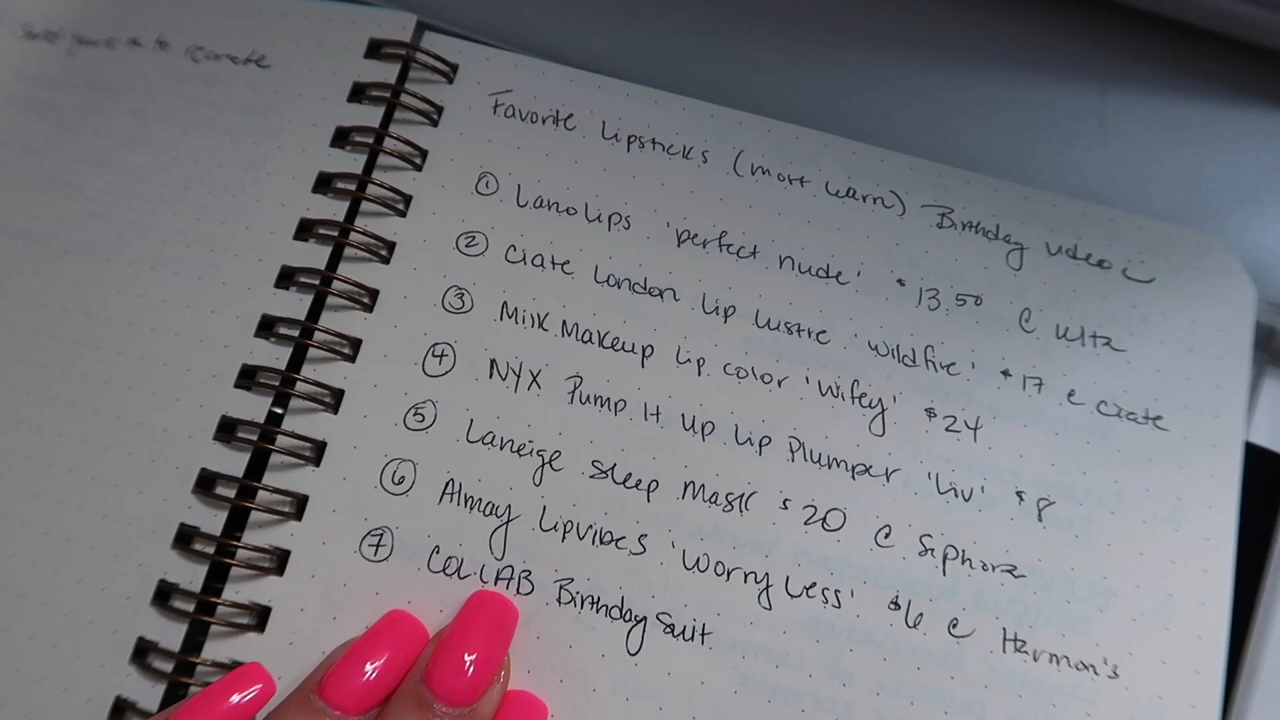 to recreate
Favorite Lipsticks (most worn) Birthday video
① Lanolips 'perfect nude' $13.50 @ Ulta
② Ciate London Lip Lustre 'wildfire' $17 @ Ciate
③ Milk Makeup Lip color 'wifey' $24
④ NYX Pump It Up Lip Plumper 'Liv' $8
⑤ Laneige Sleep Mask $20 @ Sephora
⑥ Almay Lipvibes 'Worry Less' $6 @ Harmon's
⑦ COLLAB Birthday Suit